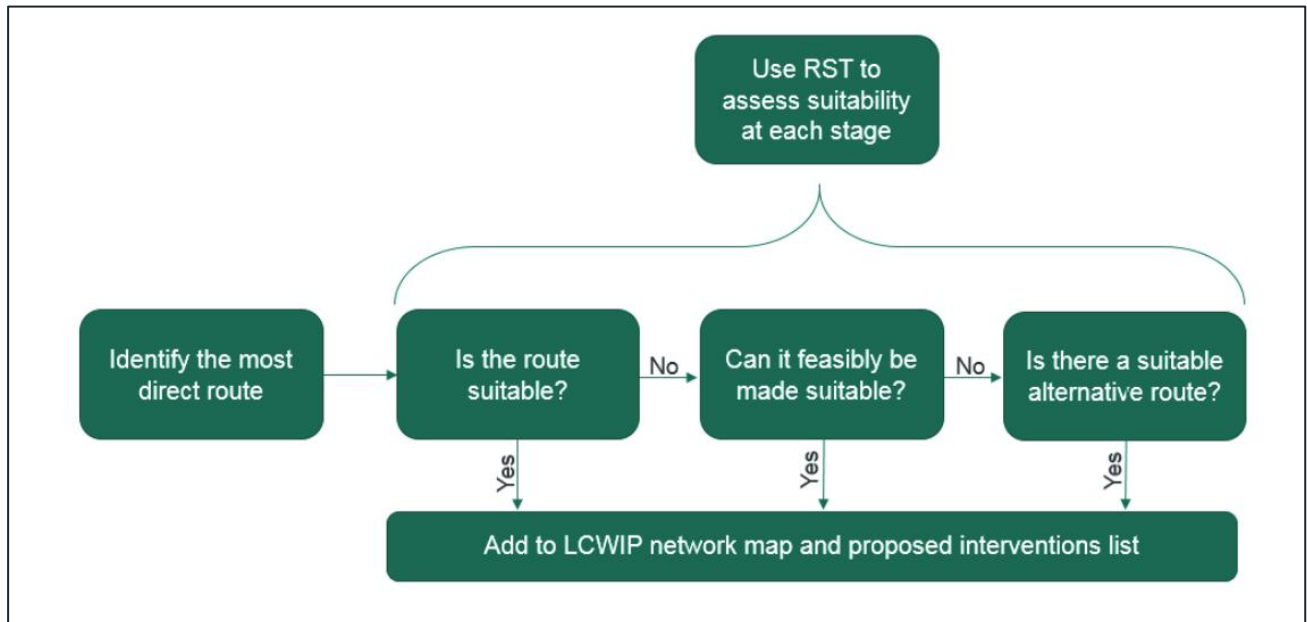 Use RST to
assess suitability
at each stage
Identify the most
direct route
Is the route
suitable?
No
Can it feasibly be
made suitable?
No
Is there a suitable
alternative route?
Yes
Yes
Yes
Add to LCWIP network map and proposed interventions list